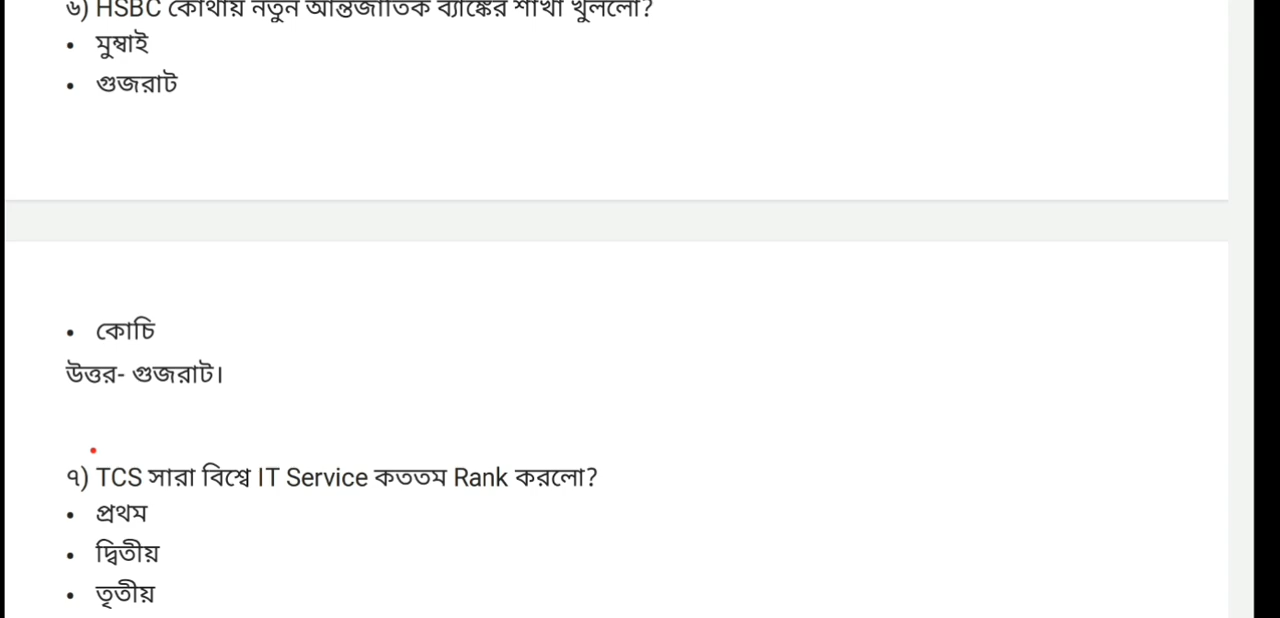 ৬) HSBC কোথায় নতুন আন্তর্জাতিক ব্যাঙ্কের শাখা খুললো?
• মুম্বাই
• গুজরাট
• কোচি
উত্তর- গুজরাট।
৭) TCS সারা বিশ্বে IT Service কততম Rank করলো?
• প্রথম
• দ্বিতীয়
• তৃতীয়